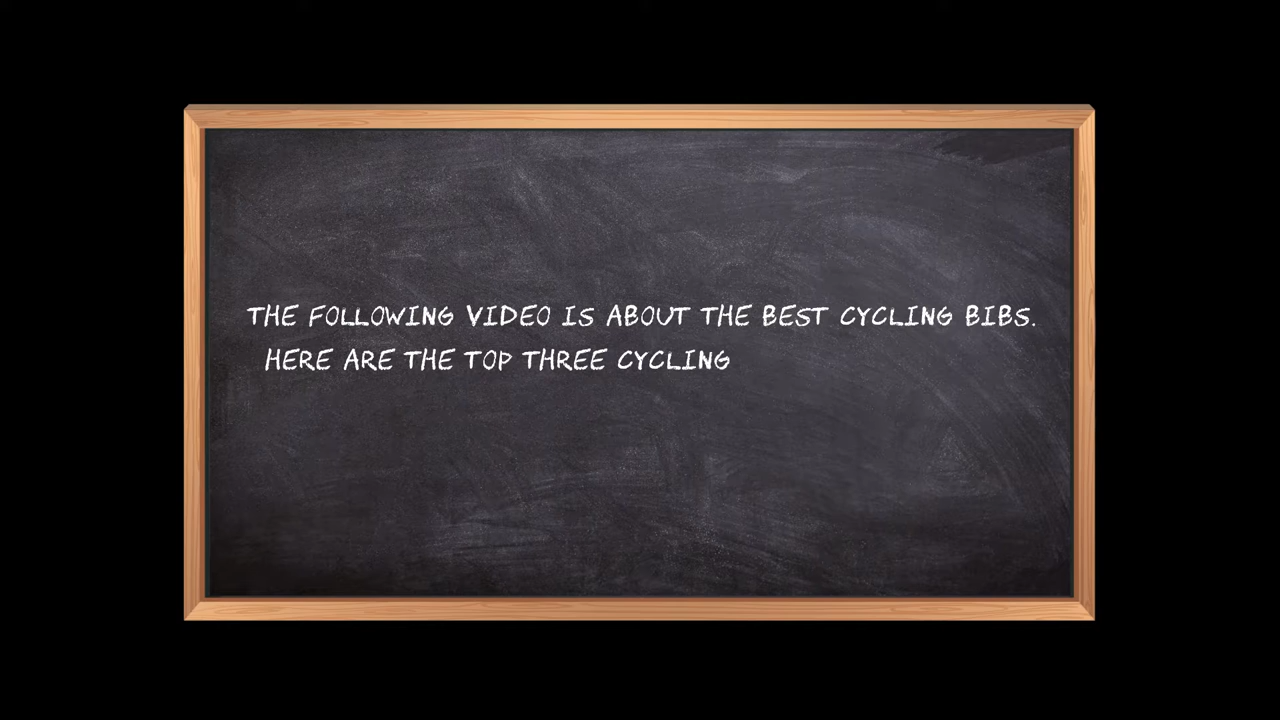 THE FOLLOWING VIDEO IS ABOUT THE BEST CYCLING BIBS.
HERE ARE THE TOP THREE CYCLING